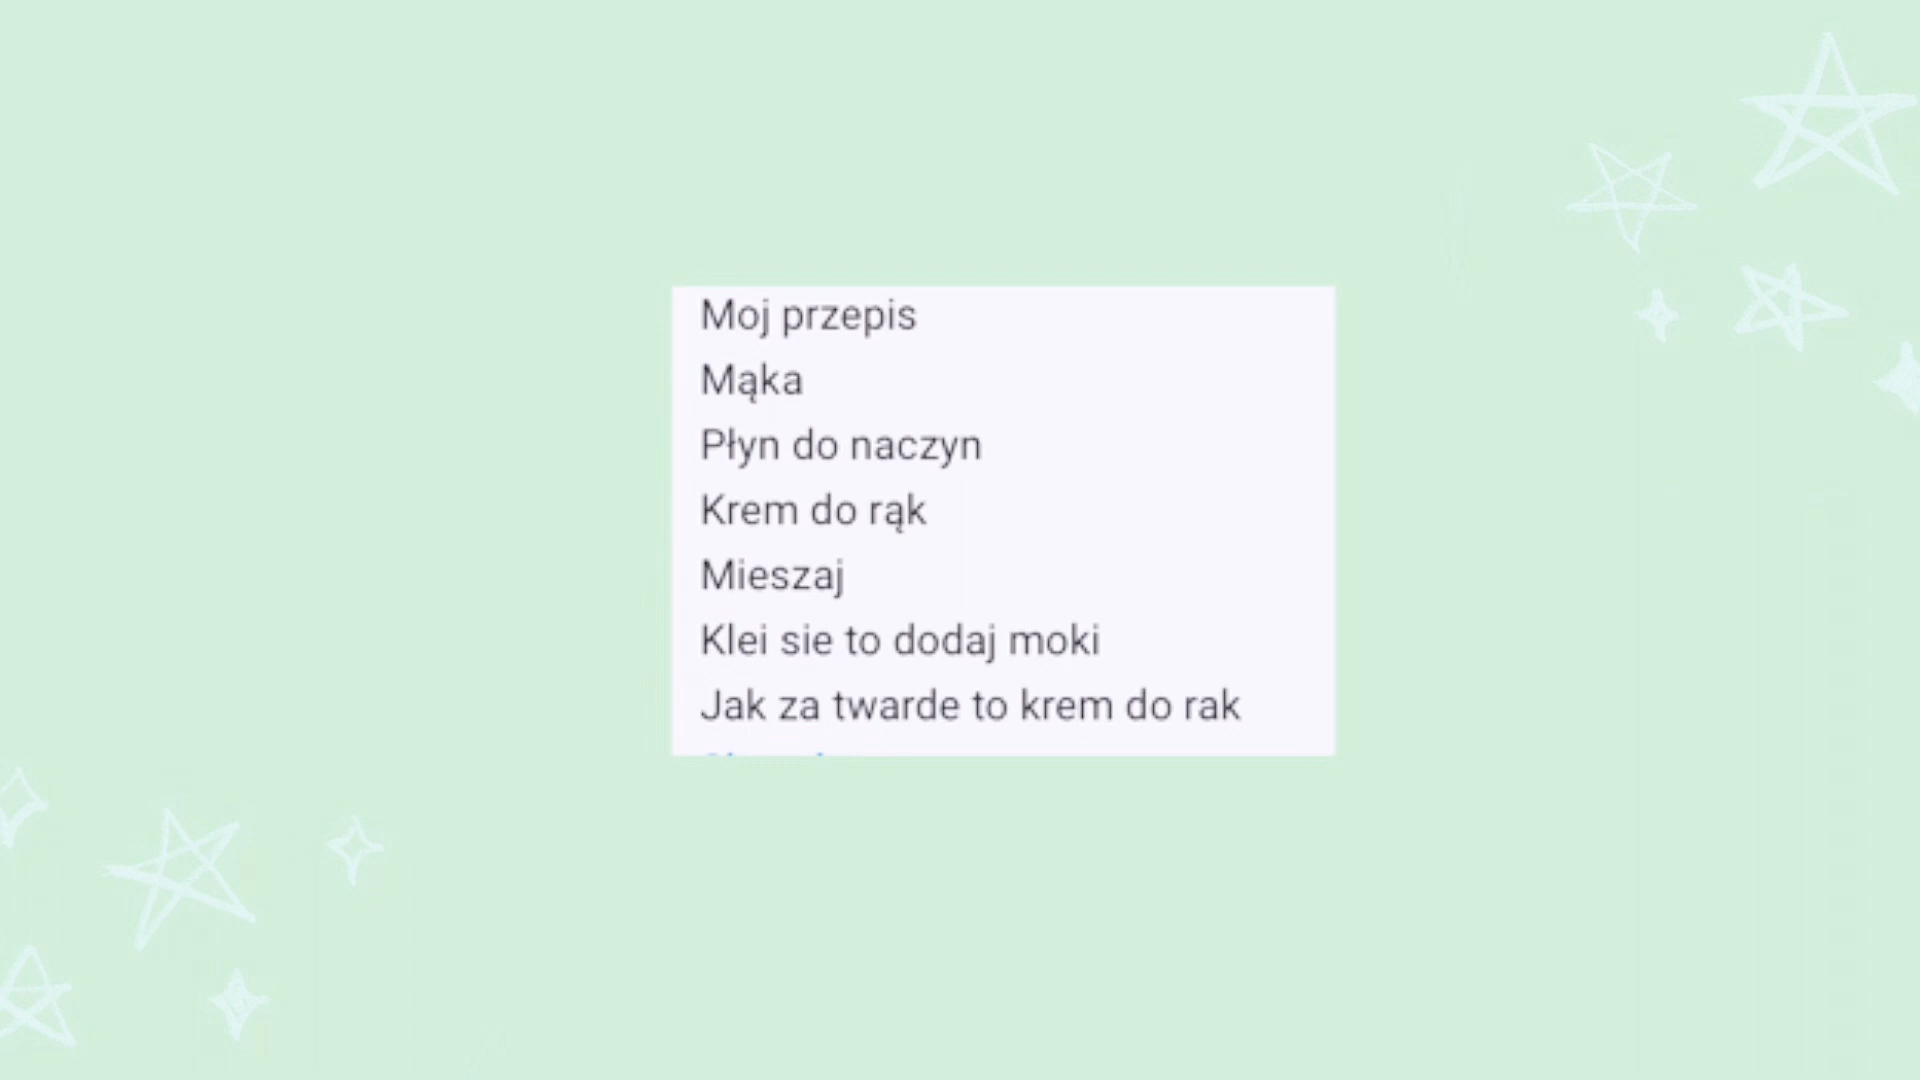 Moj przepis
Mąka
Płyn do naczyn
Krem do rąk
Mieszaj
Klei sie to dodaj moki
Jak za twarde to krem do rak